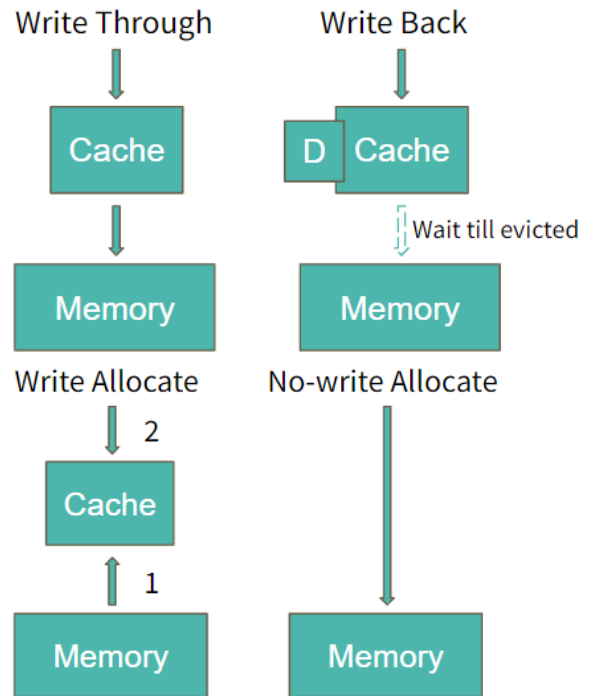 Write Through
Write Back
Cache
D
Cache
Wait till evicted
Memory
Memory
Write Allocate
No-write Allocate
2
Cache
1
Memory
Memory